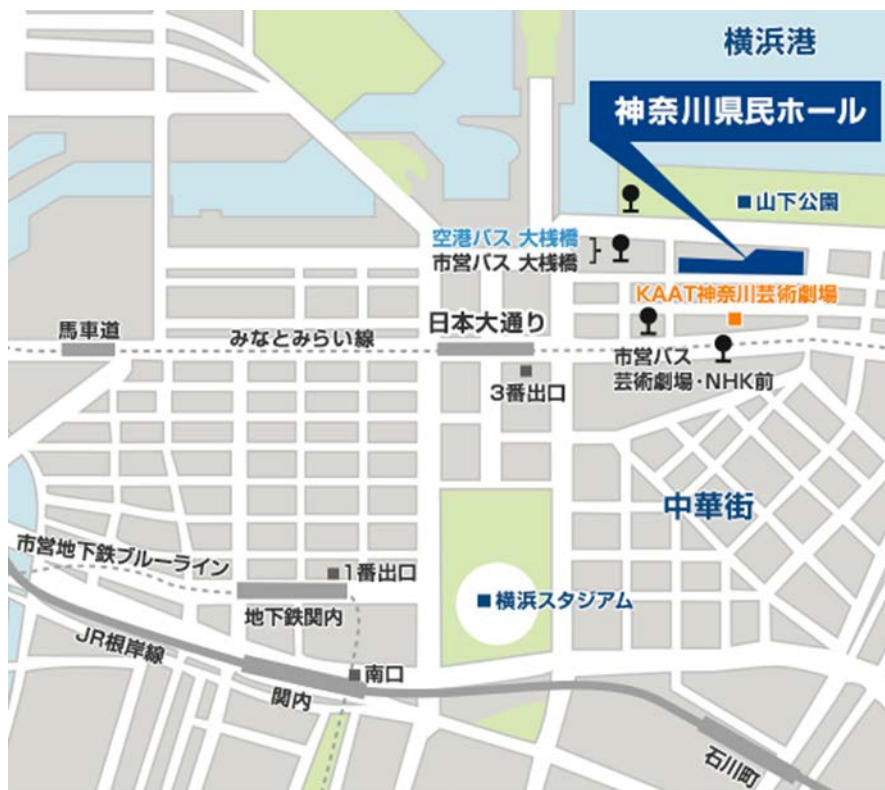 横浜港
神奈川県民ホール
山下公園
空港バス 大桟橋
市営バス 大桟橋
KAAT神奈川芸術劇場
馬車道
みなとみらい線
日本大通り
市営バス
芸術劇場・NHK前
3番出口
中華街
市営地下鉄ブルーライン
1番出口
地下鉄関内
横浜スタジアム
JR根岸線
関内
南口
石川町